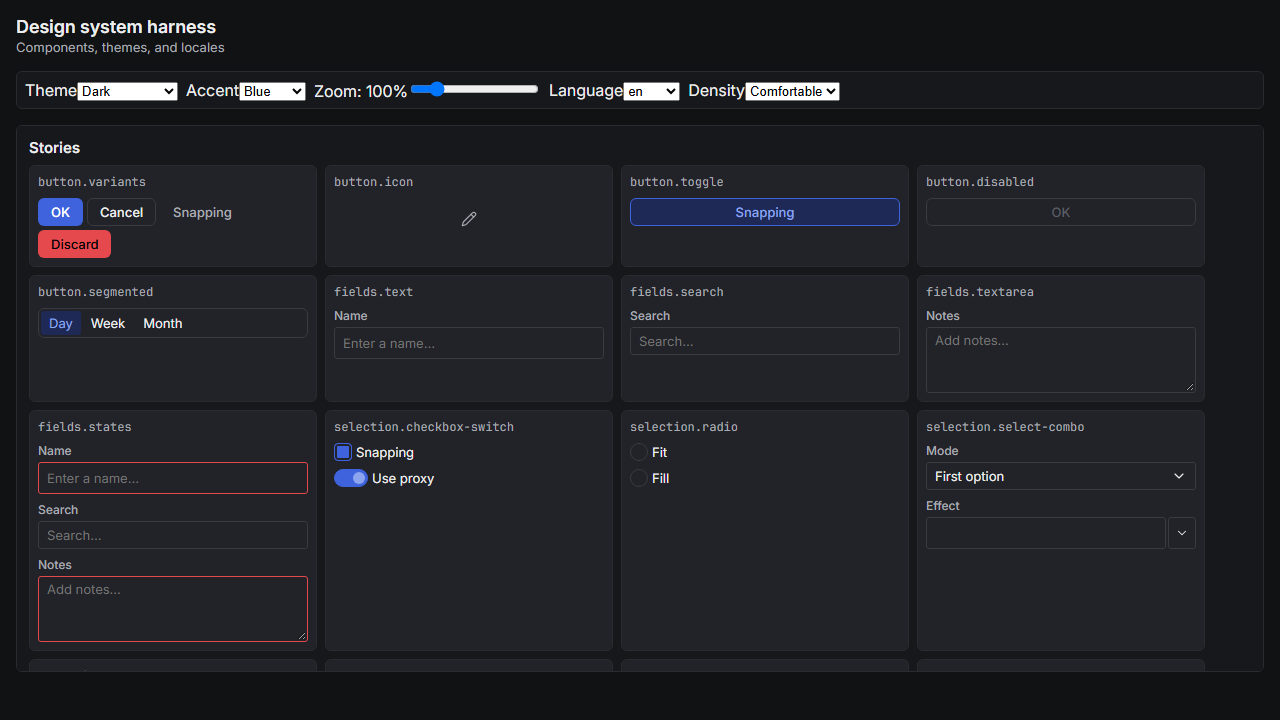 Design system harness
Components, themes, and locales
Theme Dark Accent Blue Zoom: 100% Language en Density Comfortable
Stories
button.variants
OK Cancel Snapping
Discard
button.icon
button.toggle
Snapping
button.disabled
OK
button.segmented
Day Week Month
fields.text
Name
Enter a name...
fields.search
Search
Search...
fields.textarea
Notes
Add notes...
fields.states
Name
Enter a name...
Search
Search...
Notes
Add notes...
selection.checkbox-switch
Snapping
Use proxy
selection.radio
Fit
Fill
selection.select-combo
Mode
First option
Effect